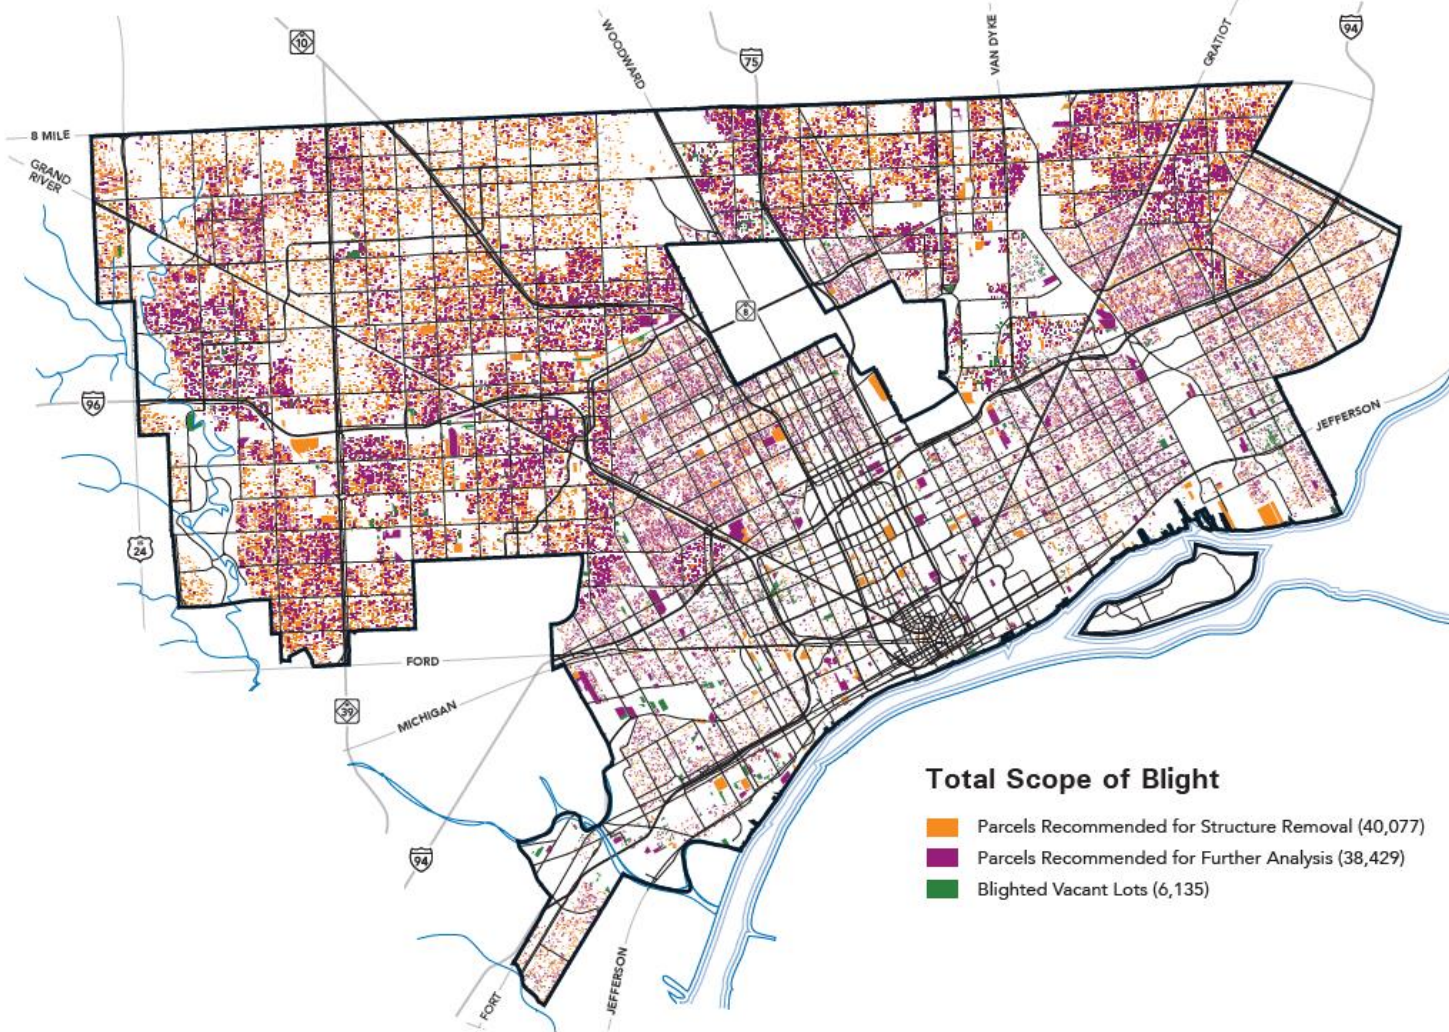 10
WOODWARD
75
VAN DYKE
GRATIOT
94
8 MILE
GRAND
RIVER
8
96
JEFFERSON
24
FORD
39
MICHIGAN
94
FORT
JEFFERSON
Total Scope of Blight
Parcels Recommended for Structure Removal (40,077)
Parcels Recommended for Further Analysis (38,429)
Blighted Vacant Lots (6,135)